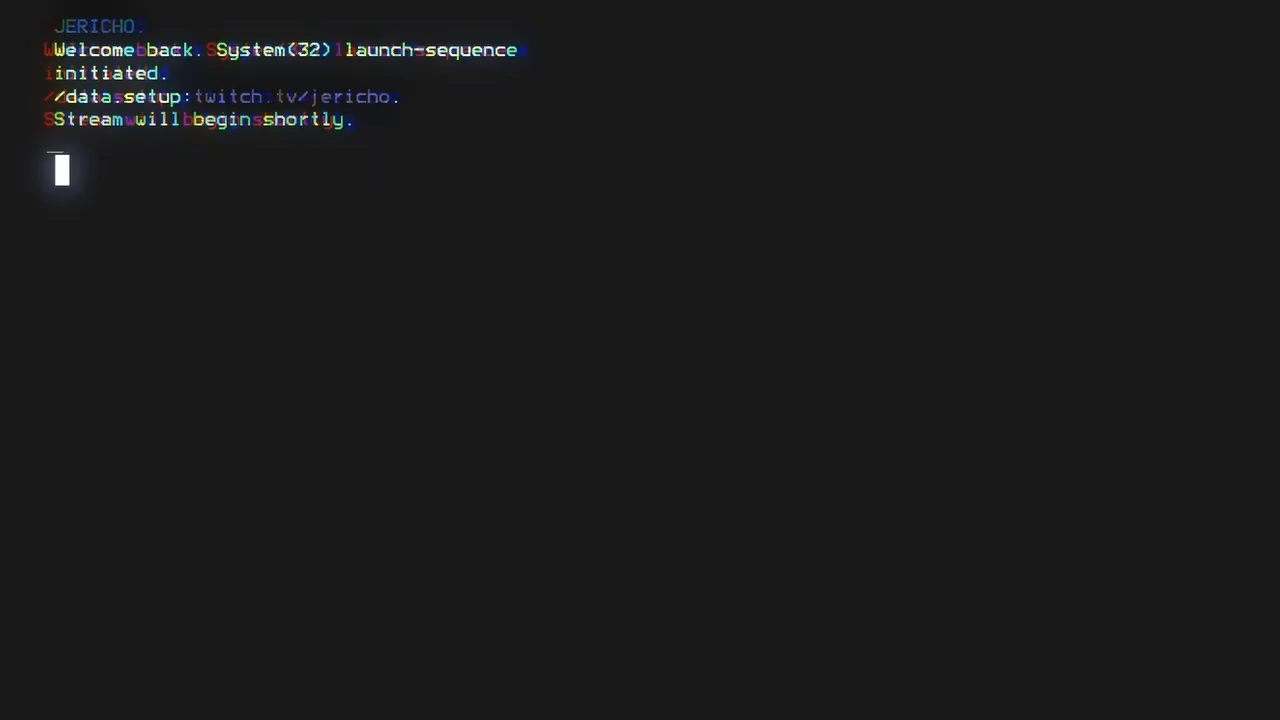 JERICHO.
Welcome back. System(32) launch-sequence
initiated.
//data.setup:twitch.tv/jericho.
Stream will begin shortly.